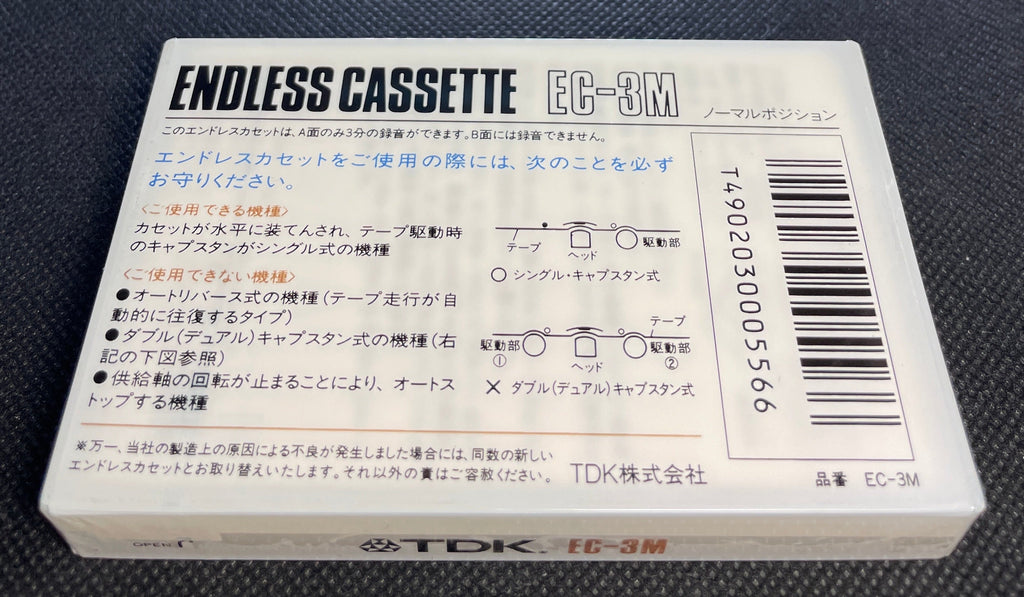 ENDLESS CASSETTE EC-3M ノーマルポジション
このエンドレスカセットは、A面のみ3分の録音ができます。B面には録音できません。
エンドレスカセットをご使用の際には、次のことを必ず
お守りください。
〈ご使用できる機種〉
カセットが水平に装てんされ、テープ駆動時
のキャプスタンがシングル式の機種
〈ご使用できない機種〉
●オートリバース式の機種(テープ走行が自
動的に往復するタイプ)
●ダブル(デュアル)キャプスタン式の機種(右
記の下図参照)
●供給軸の回転が止まることにより、オートス
トップする機種
テープ
ヘッド
駆動部
○シングル・キャプスタン式
テープ
駆動部
①
ヘッド
駆動部
②
× ダブル(デュアル)キャプスタン式
T4902030005566
※万一、当社の製造上の原因による不良が発生しました場合には、同数の新しい
エンドレスカセットとお取り替えいたします。それ以外の責はご容赦ください。
TDK株式会社
品番 EC-3M
OPEN
TDK. EC-3M